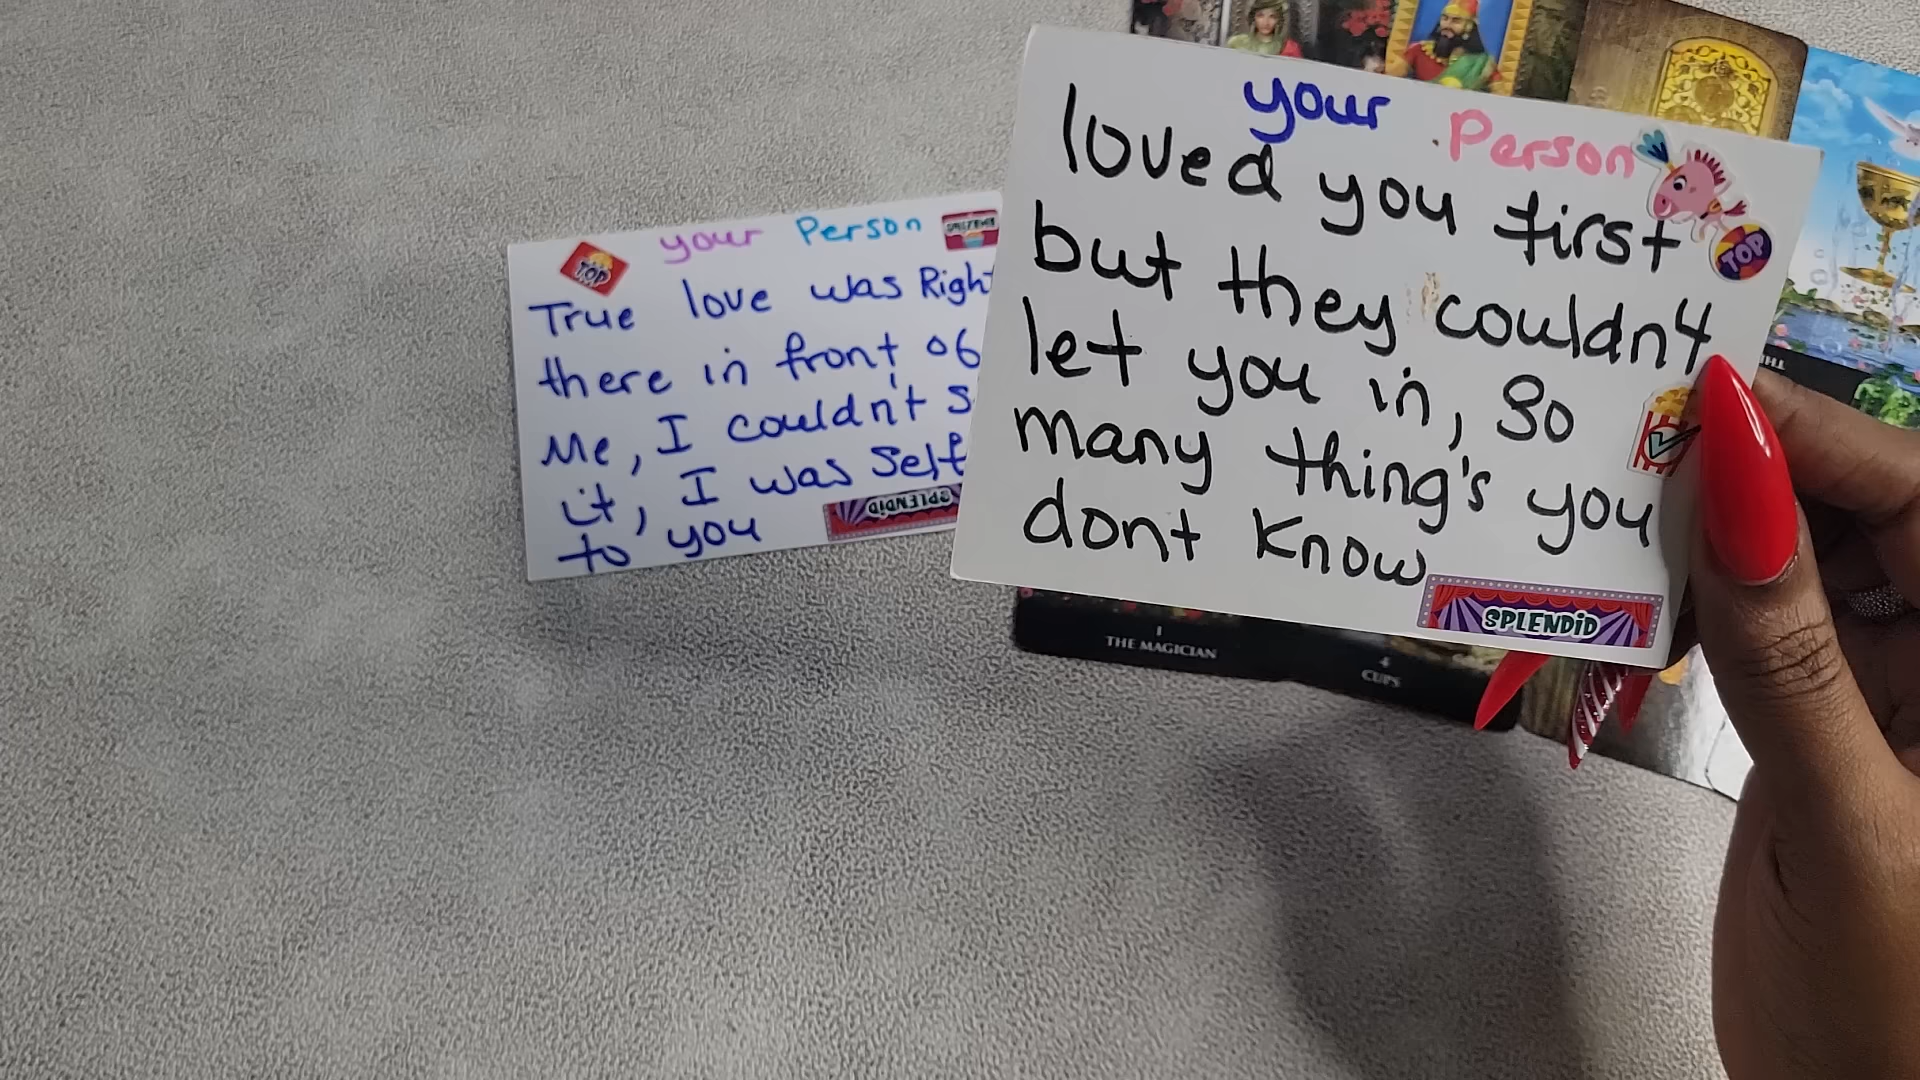 your Person
TOP
True love was Right
there in front of
Me, I couldn't
it, I was Self
to you
SPLENDID
your Person
loved you first
but they couldn't
let you in, So
many thing's you
dont know
TOP
SPLENDID
I
THE MAGICIAN
4
CUPS